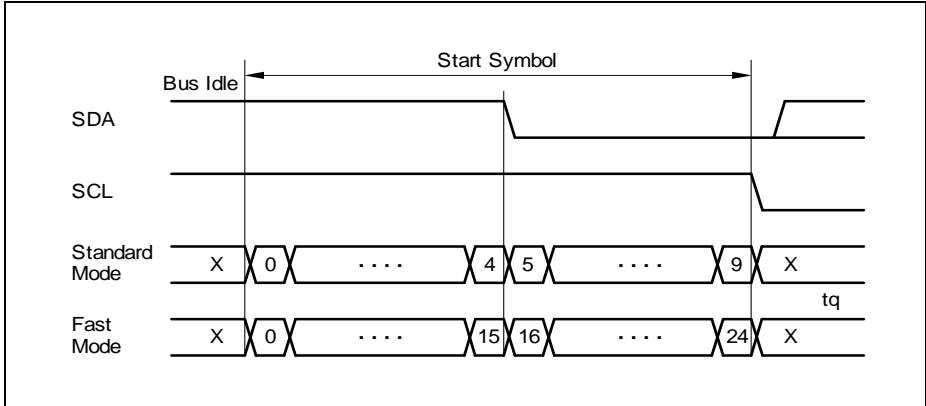 Start Symbol
Bus Idle
SDA
SCL
Standard Mode
X 0 · · · · 4 5 · · · · 9 X
tq
Fast Mode
X 0 · · · · 15 16 · · · · 24 X